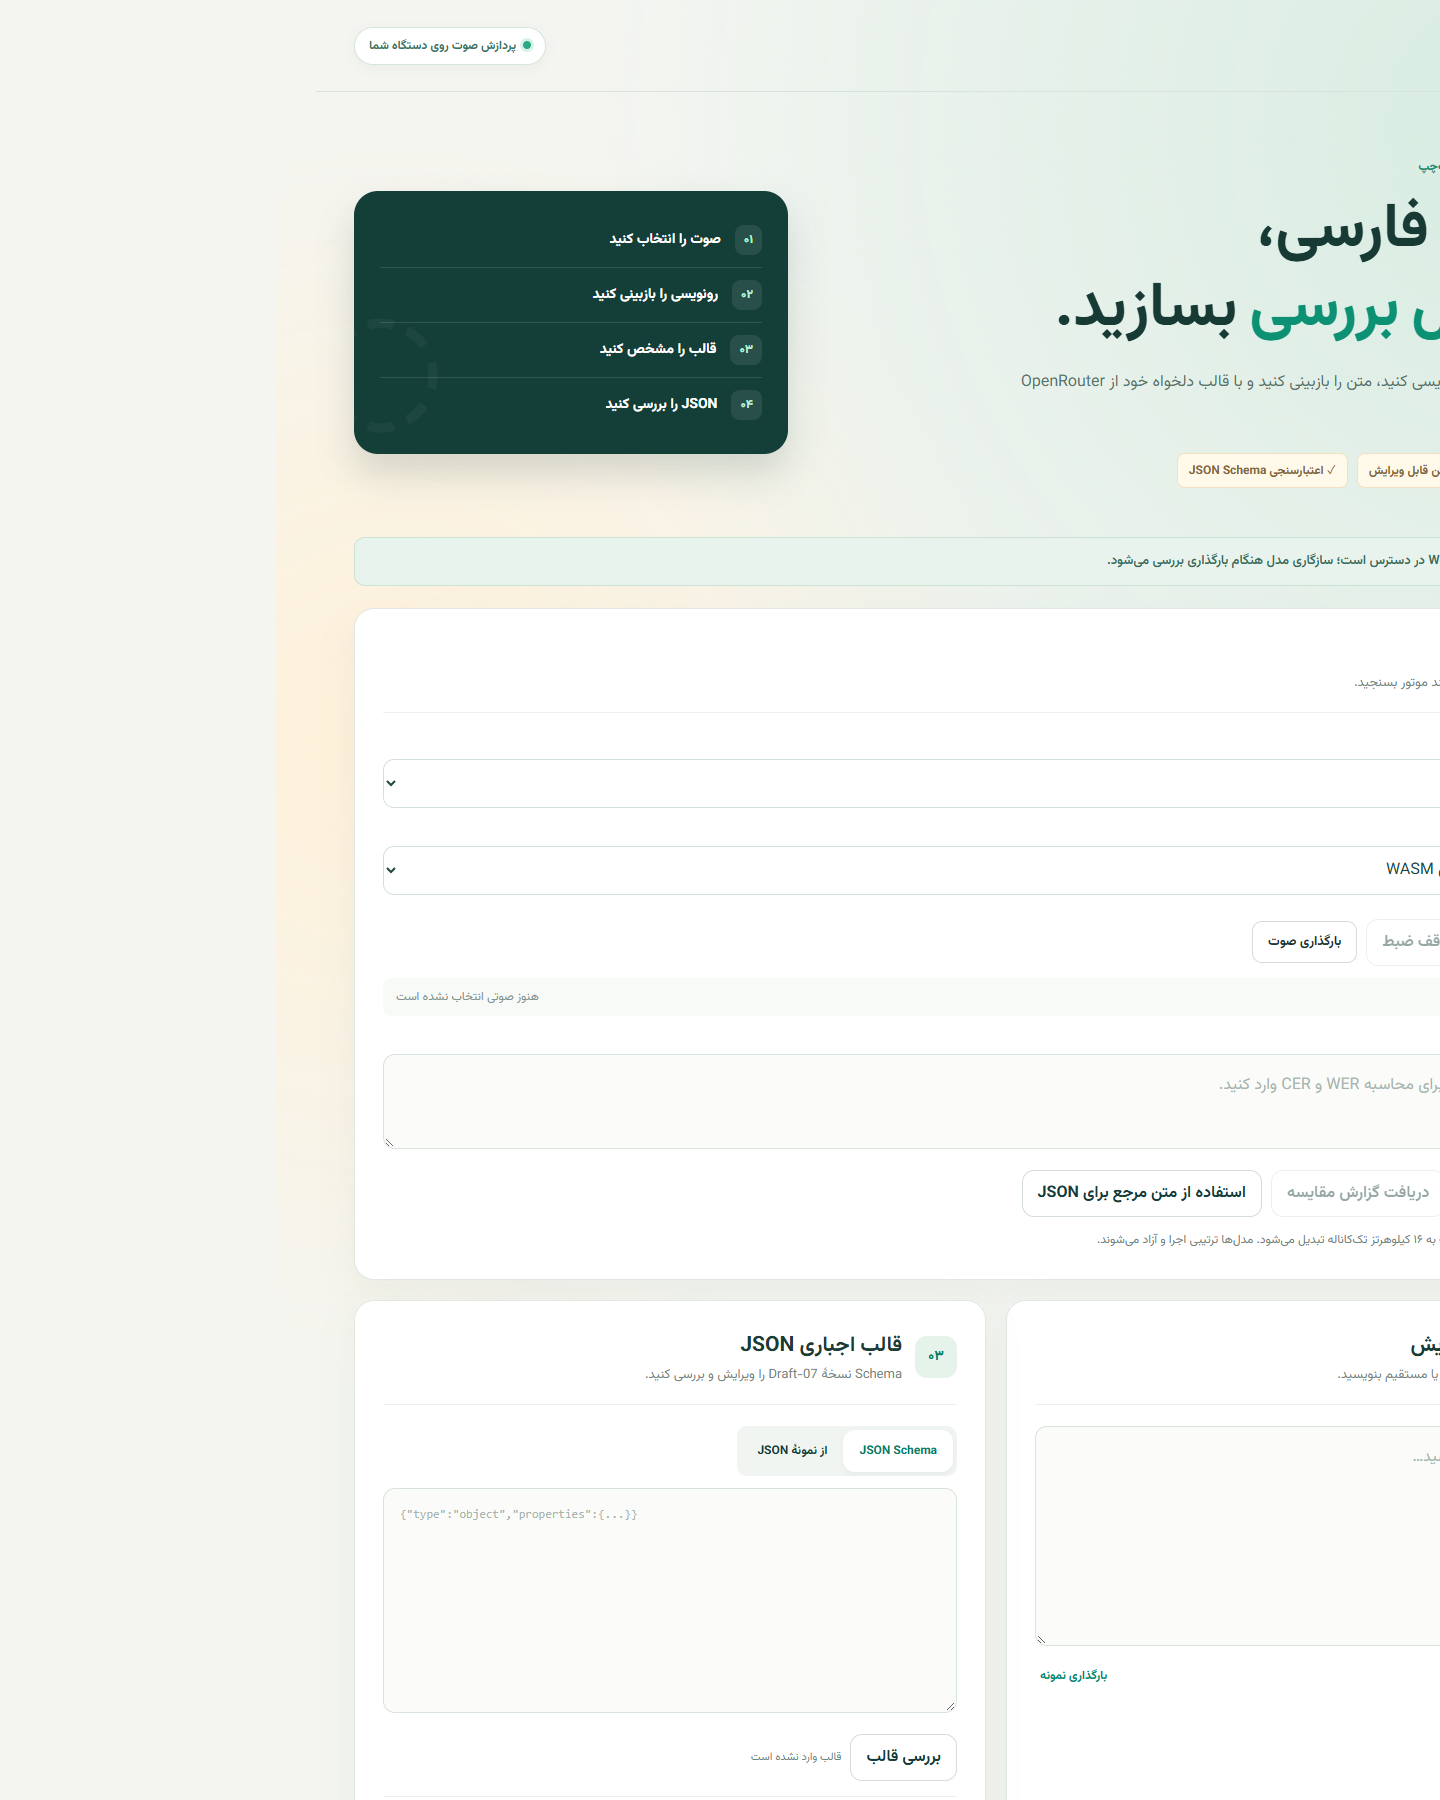 پردازش صوت روی دستگاه شما
فارسی،
بررسی بسازید.
کنید، متن را بازبینی کنید و با قالب دلخواه خود از OpenRouter
قابل ویرایش
✓ اعتبارسنجی JSON Schema
۰۱ صوت را انتخاب کنید
۰۲ رونویسی را بازبینی کنید
۰۳ قالب را مشخص کنید
۰۴ JSON را بررسی کنید
در دسترس است؛ سازگاری مدل هنگام بارگذاری بررسی می‌شود.
موتور بسنجید.
WASM
ضبط
بارگذاری صوت
هنوز صوتی انتخاب نشده است
برای محاسبه WER و CER وارد کنید.
دریافت گزارش مقایسه
استفاده از متن مرجع برای JSON
به ۱۶ کیلوهرتز تک‌کاناله تبدیل می‌شود. مدل‌ها ترتیبی اجرا و آزاد می‌شوند.
یا مستقیم بنویسید.
بارگذاری نمونه
۰۳
قالب اجباری JSON
Schema نسخهٔ Draft-07 را ویرایش و بررسی کنید.
JSON Schema
از نمونهٔ JSON
{"type":"object","properties":{...}}
بررسی قالب
قالب وارد نشده است